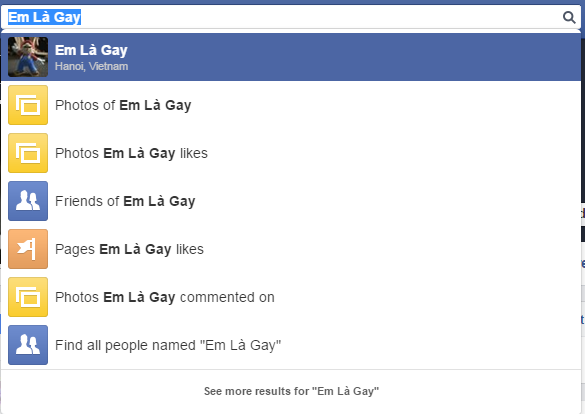 Em Là Gay
Em Là Gay
Hanoi, Vietnam
Photos of Em Là Gay
Photos Em Là Gay likes
Friends of Em Là Gay
Pages Em Là Gay likes
Photos Em Là Gay commented on
Find all people named "Em Là Gay"
See more results for "Em Là Gay"